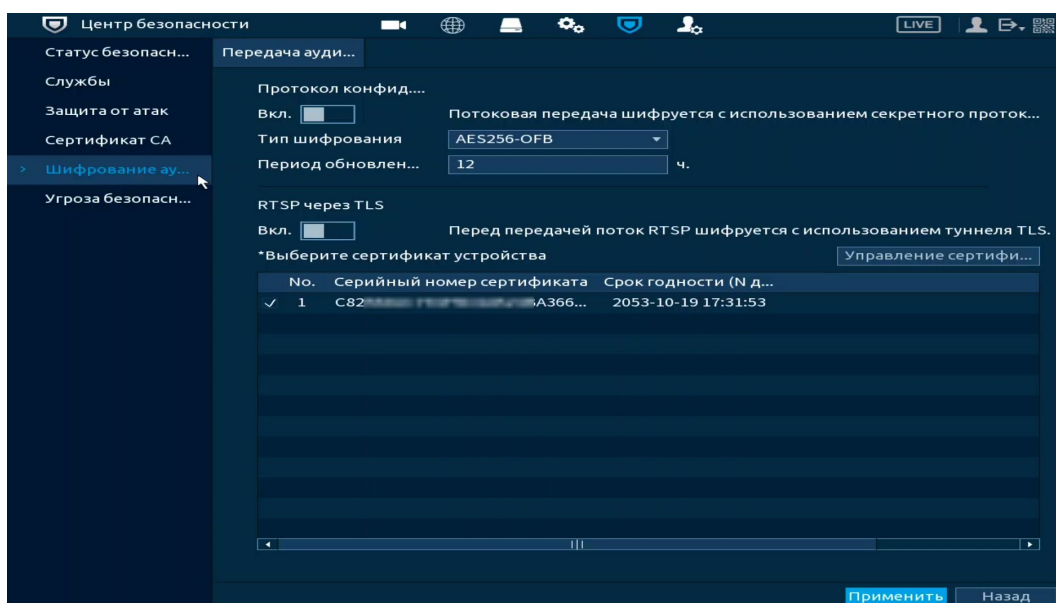 Центр безопасности
LIVE
Статус безопасн...
Службы
Защита от атак
Сертификат CA
> Шифрование ау...
Угроза безопасн...
Передача ауди...
Протокол конфид....
Вкл. Потоковая передача шифруется с использованием секретного проток...
Тип шифрования AES256-OFB
Период обновлен... 12 ч.
RTSP через TLS
Вкл. Перед передачей поток RTSP шифруется с использованием туннеля TLS.
*Выберите сертификат устройства Управление сертифи...
No. Серийный номер сертификата Срок годности (N д...
1 C82 A366... 2053-10-19 17:31:53
Применить Назад